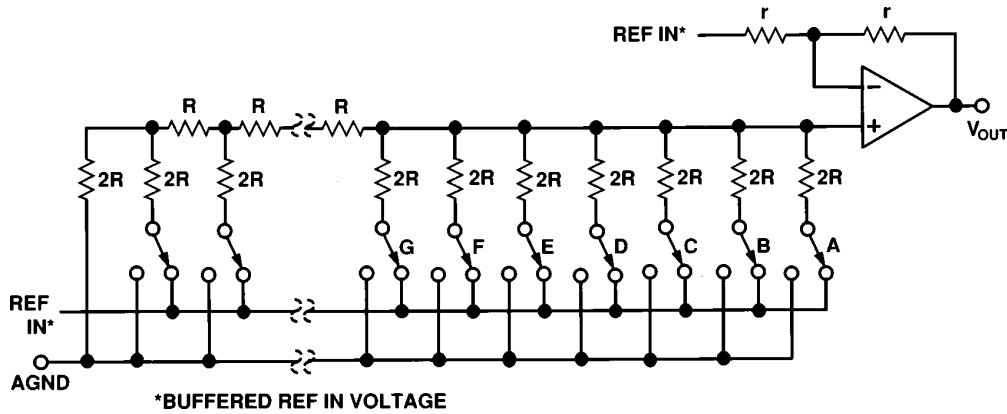 REF IN* r r
R R R
− +
V_OUT
2R 2R 2R 2R 2R 2R 2R 2R 2R 2R
G F E D C B A
REF
IN*
AGND
*BUFFERED REF IN VOLTAGE